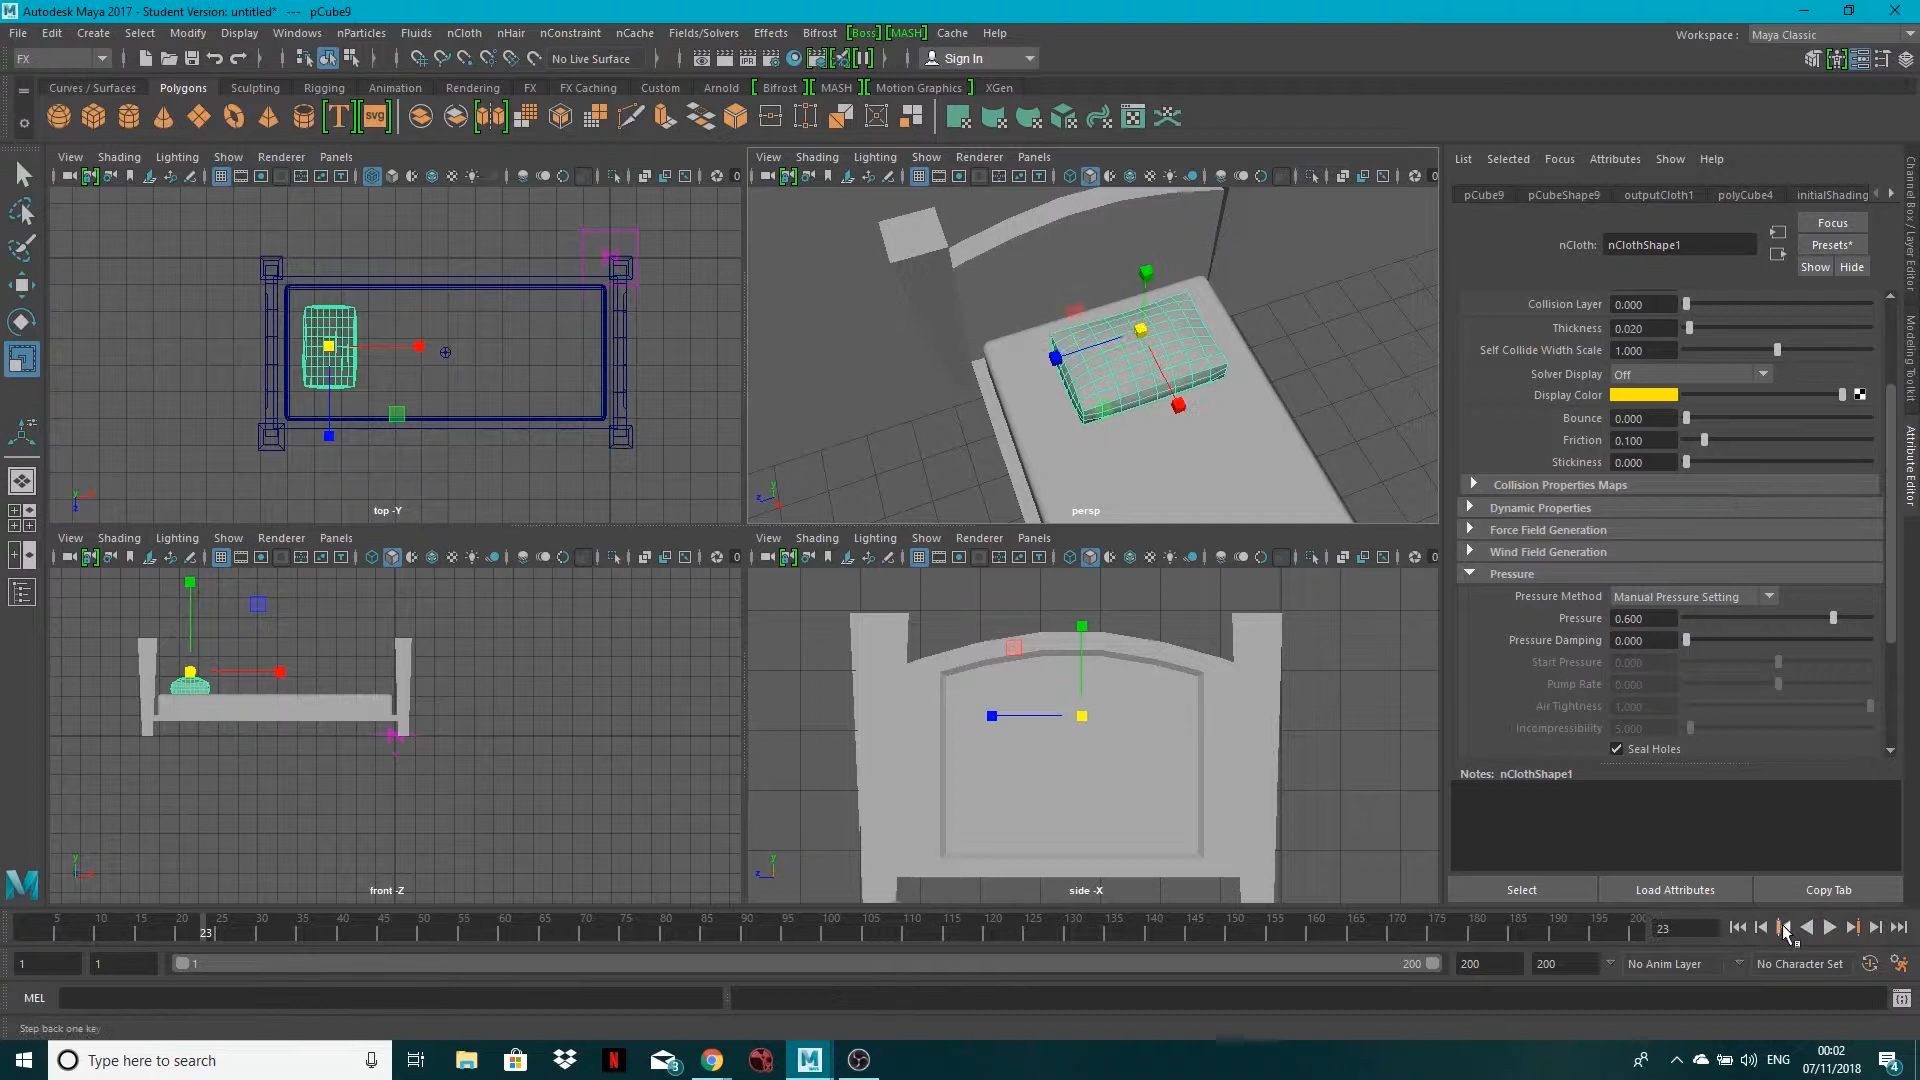 Autodesk Maya 2017 - Student Version: untitled*   ---   pCube9
File Edit Create Select Modify Display Windows nParticles Fluids nCloth nHair nConstraint nCache Fields/Solvers Effects Bifrost [Boss] [MASH] Cache Help
Workspace : Maya Classic
FX
No Live Surface
Sign In
Curves / Surfaces Polygons Sculpting Rigging Animation Rendering FX FX Caching Custom Arnold Bifrost MASH Motion Graphics XGen
T svg
IPR
View Shading Lighting Show Renderer Panels
View Shading Lighting Show Renderer Panels
List Selected Focus Attributes Show Help
pCube9 pCubeShape9 outputCloth1 polyCube4 initialShading
Focus
nCloth: nClothShape1
Presets*
Show Hide
Collision Layer 0.000
Thickness 0.020
Self Collide Width Scale 1.000
Solver Display Off
Display Color
Bounce 0.000
Friction 0.100
Stickiness 0.000
Collision Properties Maps
Dynamic Properties
Force Field Generation
Wind Field Generation
Pressure
Pressure Method Manual Pressure Setting
Pressure 0.600
Pressure Damping 0.000
Start Pressure 0.000
Pump Rate 0.000
Air Tightness 1.000
Incompressibility 5.000
Seal Holes
Notes: nClothShape1
Select Load Attributes Copy Tab
Channel Box / Layer Editor
Modeling Toolkit
Attribute Editor
top -Y
persp
View Shading Lighting Show Renderer Panels
View Shading Lighting Show Renderer Panels
front -Z
side -X
5 10 15 20 25 30 35 40 45 50 55 60 65 70 75 80 85 90 95 100 105 110 115 120 125 130 135 140 145 150 155 160 165 170 175 180 185 190 195 200
23
23
1 1 1 200 200 200 No Anim Layer No Character Set
MEL
Step back one key
Type here to search
3
ENG
00:02
07/11/2018
4